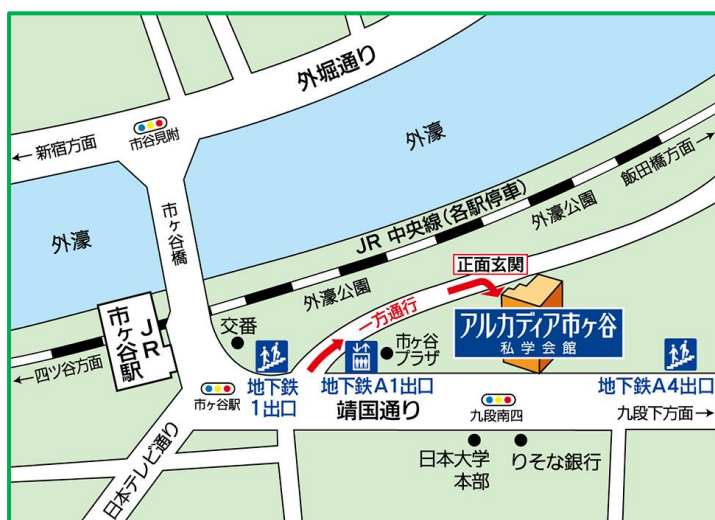 外堀通り
← 新宿方面
市谷見附
外濠
飯田橋方面 →
JR 中央線(各駅停車)
外濠公園
外濠
市ヶ谷橋
外濠公園
正面玄関
一方通行
アルカディア市ヶ谷
私学会館
JR
市ヶ谷駅
交番
市ヶ谷
プラザ
←四ツ谷方面
市ヶ谷駅
地下鉄
1出口
地下鉄A1出口
地下鉄A4出口
靖国通り
九段南四
九段下方面→
日本テレビ通り
日本大学
本部
りそな銀行